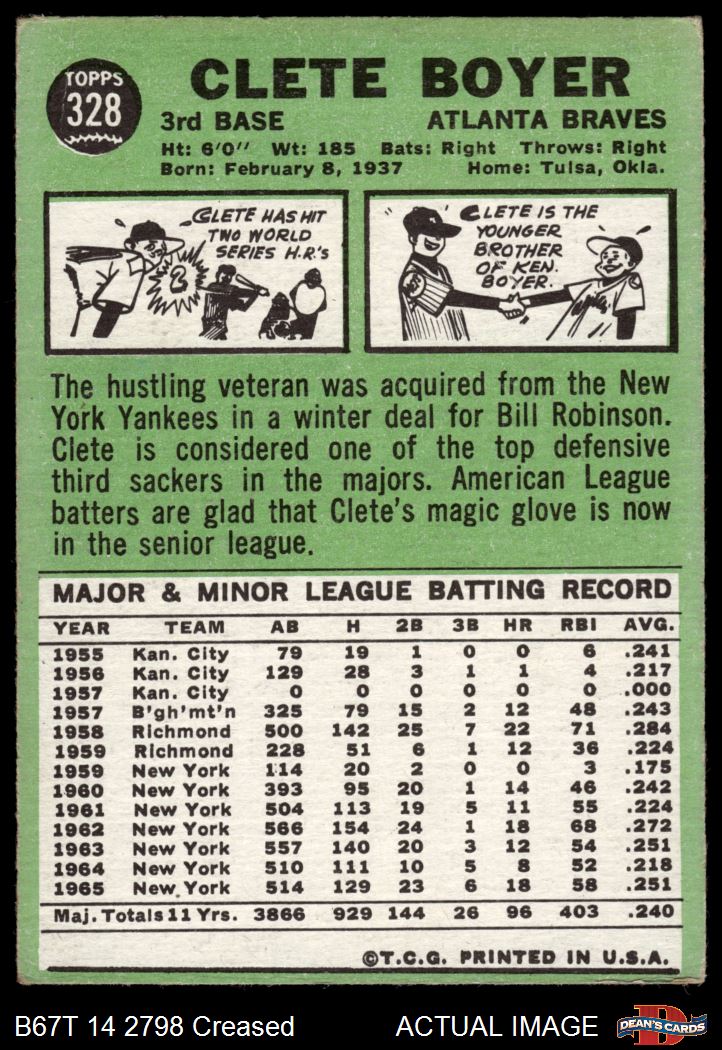 TOPPS
328
CLETE BOYER
3rd BASE ATLANTA BRAVES
Ht: 6'0" Wt: 185 Bats: Right Throws: Right
Born: February 8, 1937 Home: Tulsa, Okla.
CLETE HAS HIT
TWO WORLD
SERIES H.R.'s
2
CLETE IS THE
YOUNGER
BROTHER
OF KEN.
BOYER.
The hustling veteran was acquired from the New
York Yankees in a winter deal for Bill Robinson.
Clete is considered one of the top defensive
third sackers in the majors. American League
batters are glad that Clete's magic glove is now
in the senior league.
MAJOR & MINOR LEAGUE BATTING RECORD
YEAR TEAM AB H 2B 3B HR RBI AVG.
1955 Kan. City 79 19 1 0 0 6 .241
1956 Kan. City 129 28 3 1 1 4 .217
1957 Kan. City 0 0 0 0 0 0 .000
1957 B'gh'mt'n 325 79 15 2 12 48 .243
1958 Richmond 500 142 25 7 22 71 .284
1959 Richmond 228 51 6 1 12 36 .224
1959 New York 114 20 2 0 0 3 .175
1960 New York 393 95 20 1 14 46 .242
1961 New York 504 113 19 5 11 55 .224
1962 New York 566 154 24 1 18 68 .272
1963 New York 557 140 20 3 12 54 .251
1964 New York 510 111 10 5 8 52 .218
1965 New York 514 129 23 6 18 58 .251
Maj. Totals 11 Yrs. 3866 929 144 26 96 403 .240
©T.C.G. PRINTED IN U.S.A.
B67T 14 2798 Creased ACTUAL IMAGE DEAN'S CARDS